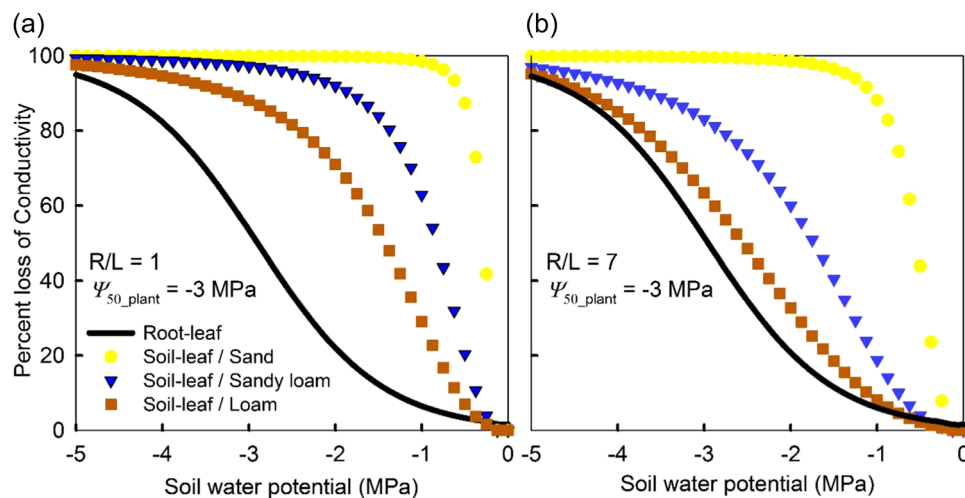 (a)
(b)
Percent loss of Conductivity
100
80
60
40
20
0
R/L = 1
Ψ50_plant = -3 MPa
Root-leaf
Soil-leaf / Sand
Soil-leaf / Sandy loam
Soil-leaf / Loam
-5 -4 -3 -2 -1 0
Soil water potential (MPa)
R/L = 7
Ψ50_plant = -3 MPa
-5 -4 -3 -2 -1 0
Soil water potential (MPa)